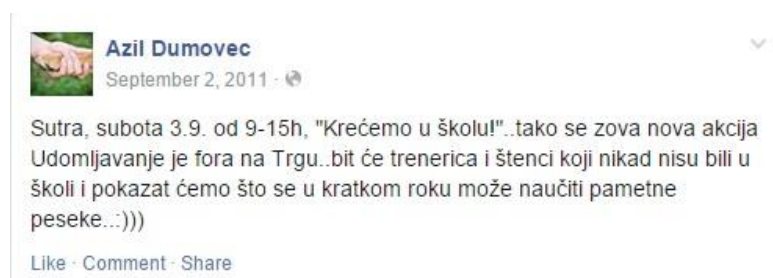 Azil Dumovec
September 2, 2011 ·
Sutra, subota 3.9. od 9-15h, "Krećemo u školu!"..tako se zova nova akcija
Udomljavanje je fora na Trgu..bit će trenerica i štenci koji nikad nisu bili u
školi i pokazat ćemo što se u kratkom roku može naučiti pametne
peseke..:)))
Like · Comment · Share